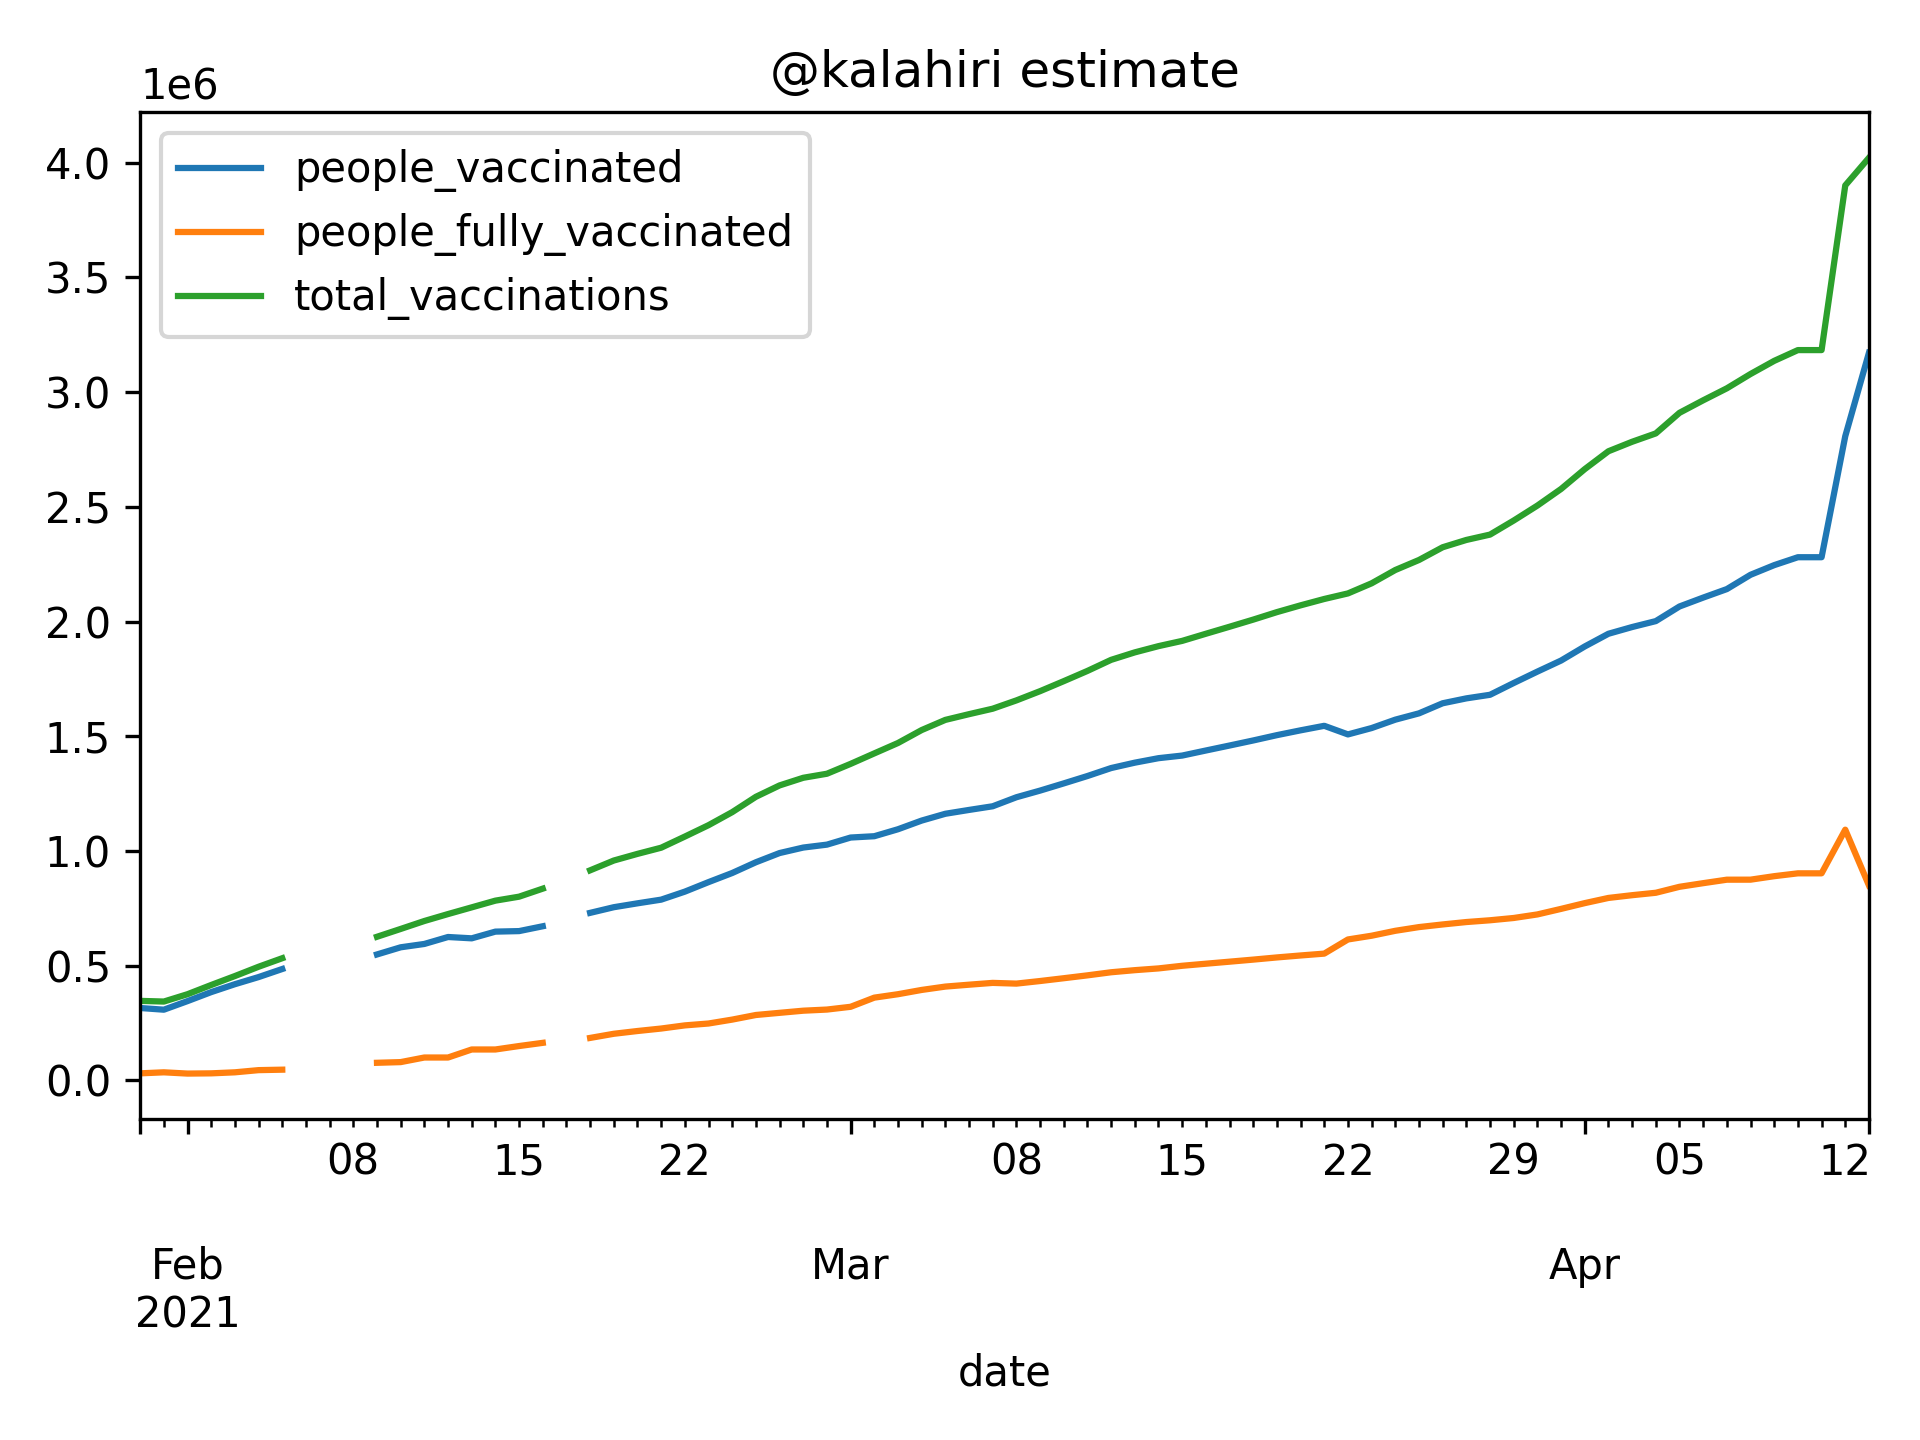 @kalahiri estimate
1e6
people_vaccinated
people_fully_vaccinated
total_vaccinations
4.0
3.5
3.0
2.5
2.0
1.5
1.0
0.5
0.0
08 15 22 08 15 22 29 05 12
Feb Mar Apr
2021
date